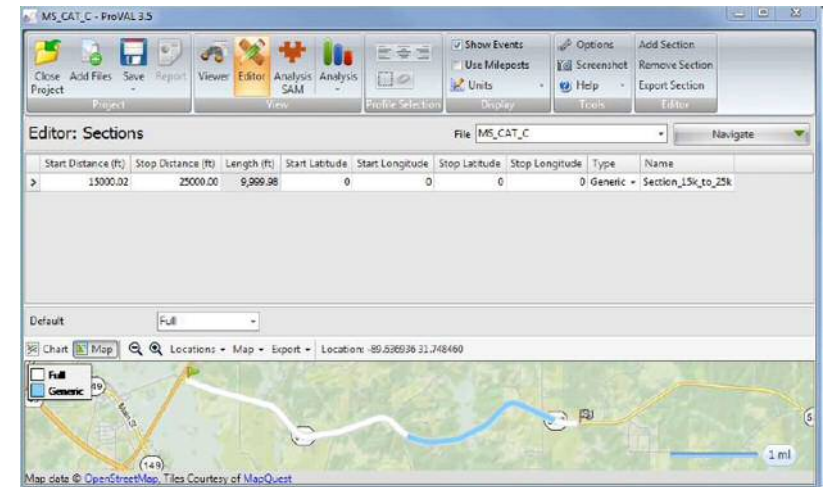 MS_CAT_C - ProVAL 3.5
Close Project
Add Files
Save
Report
Viewer
Editor
Analysis SAM
Analysis
Show Events
Use Mileposts
Units
Options
Screenshot
Help
Add Section
Remove Section
Export Section
Project
View
Profile Selection
Display
Tools
Editor
Editor: Sections
File MS_CAT_C
Navigate
Start Distance (ft) Stop Distance (ft) Length (ft) Start Latitude Start Longitude Stop Latitude Stop Longitude Type Name
15000.02 25000.00 9,999.98 0 0 0 0 Generic Section_15k_to_25k
Default Full
Chart Map Locations Map Export Location: -89.636936 31.748460
Full
Generic
49
Main St
149
1 mi
Map data © OpenStreetMap, Tiles Courtesy of MapQuest